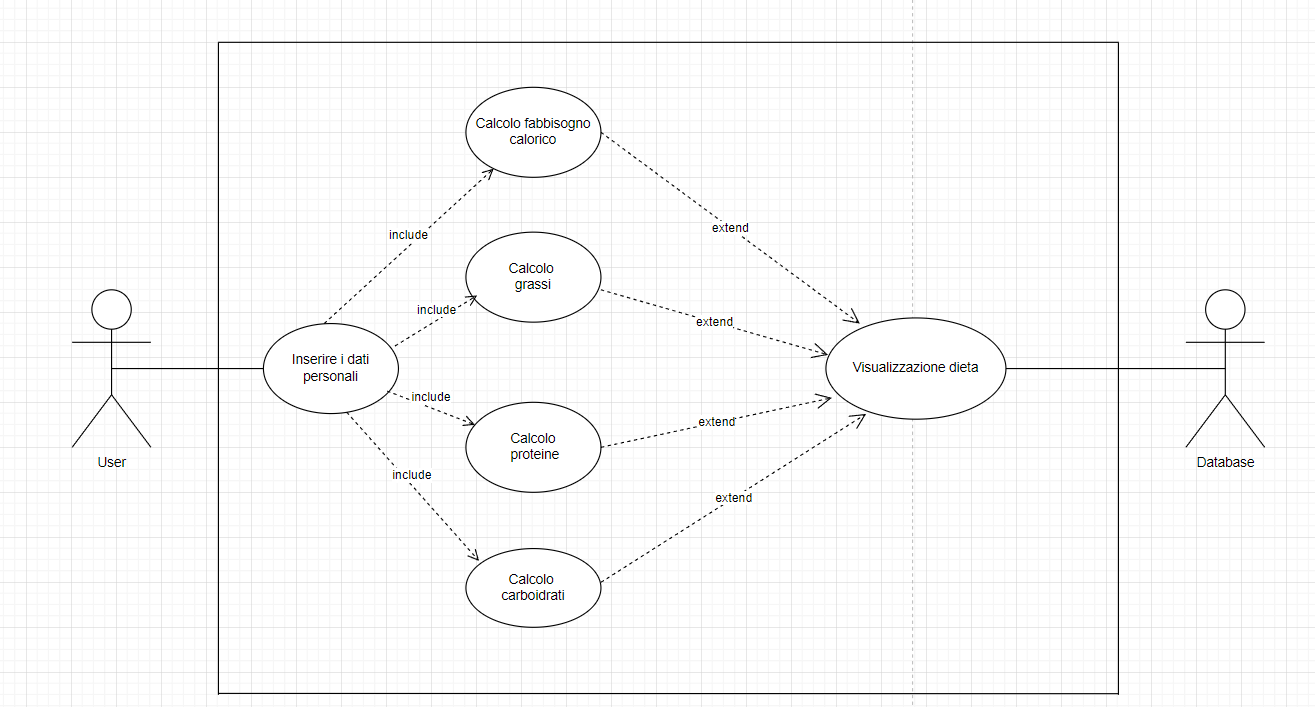 Calcolo fabbisogno
calorico
include
extend
Calcolo
grassi
include
extend
Inserire i dati
personali
Visualizzazione dieta
include
extend
Calcolo
proteine
User
Database
include
extend
Calcolo
carboidrati